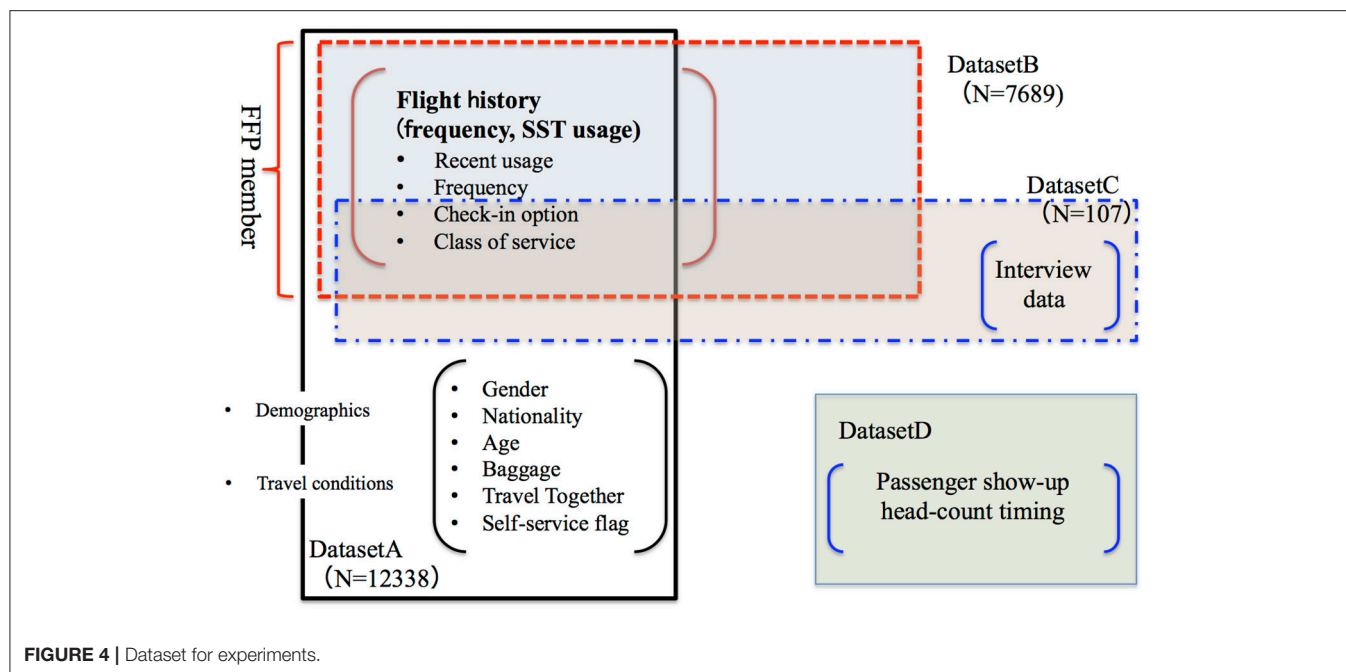 FFP member
Flight history
(frequency, SST usage)
• Recent usage
• Frequency
• Check-in option
• Class of service
DatasetB
(N=7689)
DatasetC
(N=107)
Interview
data
• Demographics
• Travel conditions
• Gender
• Nationality
• Age
• Baggage
• Travel Together
• Self-service flag
DatasetA
(N=12338)
DatasetD
Passenger show-up
head-count timing
FIGURE 4 | Dataset for experiments.